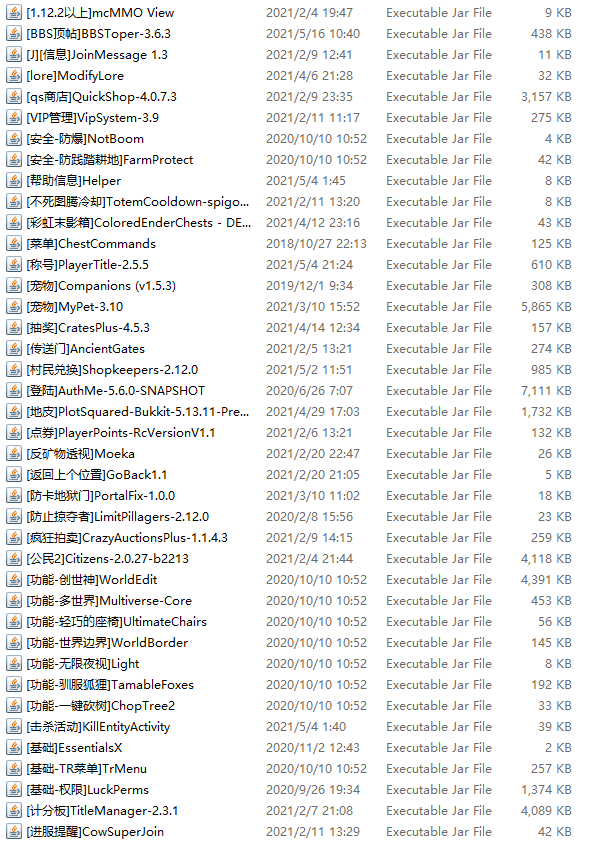 [1.12.2以上]mcMMO View 2021/2/4 19:47 Executable Jar File 9 KB
[BBS顶帖]BBSToper-3.6.3 2021/5/16 10:40 Executable Jar File 438 KB
[J][信息]JoinMessage 1.3 2021/2/9 12:41 Executable Jar File 11 KB
[lore]ModifyLore 2021/4/6 21:28 Executable Jar File 32 KB
[qs商店]QuickShop-4.0.7.3 2021/2/9 23:35 Executable Jar File 3,157 KB
[VIP管理]VipSystem-3.9 2021/2/11 11:17 Executable Jar File 275 KB
[安全-防爆]NotBoom 2020/10/10 10:52 Executable Jar File 4 KB
[安全-防践踏耕地]FarmProtect 2020/10/10 10:52 Executable Jar File 42 KB
[帮助信息]Helper 2021/5/4 1:45 Executable Jar File 8 KB
[不死图腾冷却]TotemCooldown-spigo... 2021/2/11 13:20 Executable Jar File 8 KB
[彩虹末影箱]ColoredEnderChests - DE... 2021/4/12 23:16 Executable Jar File 43 KB
[菜单]ChestCommands 2018/10/27 22:13 Executable Jar File 125 KB
[称号]PlayerTitle-2.5.5 2021/5/4 21:24 Executable Jar File 610 KB
[宠物]Companions (v1.5.3) 2019/12/1 9:34 Executable Jar File 308 KB
[宠物]MyPet-3.10 2021/3/10 15:52 Executable Jar File 5,865 KB
[抽奖]CratesPlus-4.5.3 2021/4/14 12:34 Executable Jar File 157 KB
[传送门]AncientGates 2021/2/5 13:21 Executable Jar File 274 KB
[村民兑换]Shopkeepers-2.12.0 2021/5/2 11:51 Executable Jar File 985 KB
[登陆]AuthMe-5.6.0-SNAPSHOT 2020/6/26 7:07 Executable Jar File 7,111 KB
[地皮]PlotSquared-Bukkit-5.13.11-Pre... 2021/4/29 17:03 Executable Jar File 1,732 KB
[点券]PlayerPoints-RcVersionV1.1 2021/2/6 13:21 Executable Jar File 132 KB
[反矿物透视]Moeka 2021/2/20 22:47 Executable Jar File 26 KB
[返回上个位置]GoBack1.1 2021/2/20 21:05 Executable Jar File 5 KB
[防卡地狱门]PortalFix-1.0.0 2021/3/10 11:02 Executable Jar File 18 KB
[防止掠夺者]LimitPillagers-2.12.0 2020/2/8 15:56 Executable Jar File 23 KB
[疯狂拍卖]CrazyAuctionsPlus-1.1.4.3 2021/2/9 14:15 Executable Jar File 259 KB
[公民2]Citizens-2.0.27-b2213 2021/2/4 21:44 Executable Jar File 4,118 KB
[功能-创世神]WorldEdit 2020/10/10 10:52 Executable Jar File 4,391 KB
[功能-多世界]Multiverse-Core 2020/10/10 10:52 Executable Jar File 453 KB
[功能-轻巧的座椅]UltimateChairs 2020/10/10 10:52 Executable Jar File 56 KB
[功能-世界边界]WorldBorder 2020/10/10 10:52 Executable Jar File 145 KB
[功能-无限夜视]Light 2020/10/10 10:52 Executable Jar File 8 KB
[功能-驯服狐狸]TamableFoxes 2020/10/10 10:52 Executable Jar File 192 KB
[功能-一键砍树]ChopTree2 2020/10/10 10:52 Executable Jar File 33 KB
[击杀活动]KillEntityActivity 2021/5/4 1:40 Executable Jar File 39 KB
[基础]EssentialsX 2020/11/2 12:43 Executable Jar File 2 KB
[基础-TR菜单]TrMenu 2020/10/10 10:52 Executable Jar File 257 KB
[基础-权限]LuckPerms 2020/9/26 19:34 Executable Jar File 1,374 KB
[计分板]TitleManager-2.3.1 2021/2/7 21:08 Executable Jar File 4,089 KB
[进服提醒]CowSuperJoin 2021/2/11 13:29 Executable Jar File 42 KB